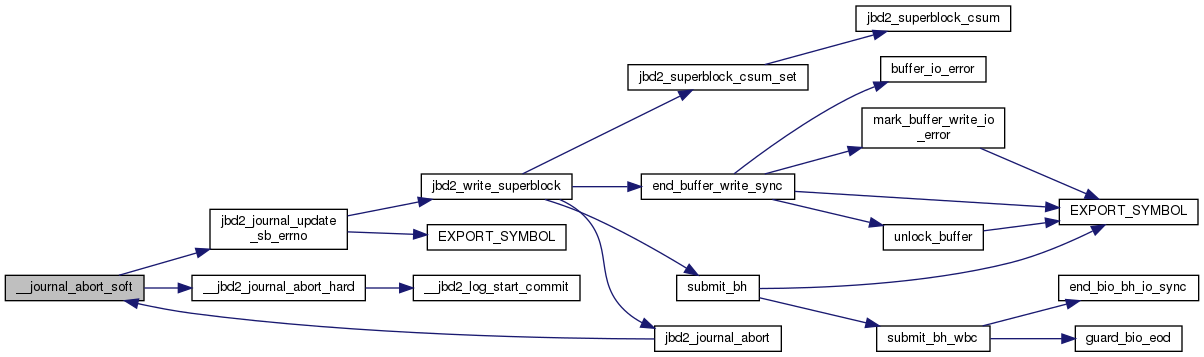 jbd2_superblock_csum
jbd2_superblock_csum_set
buffer_io_error
mark_buffer_write_io
_error
jbd2_write_superblock
end_buffer_write_sync
jbd2_journal_update
_sb_errno
EXPORT_SYMBOL
EXPORT_SYMBOL
unlock_buffer
__journal_abort_soft
__jbd2_journal_abort_hard
__jbd2_log_start_commit
submit_bh
end_bio_bh_io_sync
jbd2_journal_abort
submit_bh_wbc
guard_bio_eod